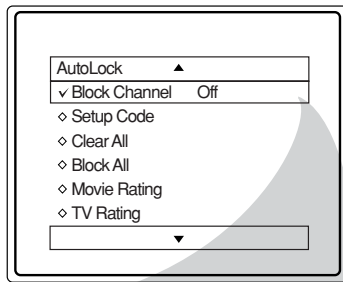 AutoLock ▲
✓ Block Channel Off
◇ Setup Code
◇ Clear All
◇ Block All
◇ Movie Rating
◇ TV Rating
▼